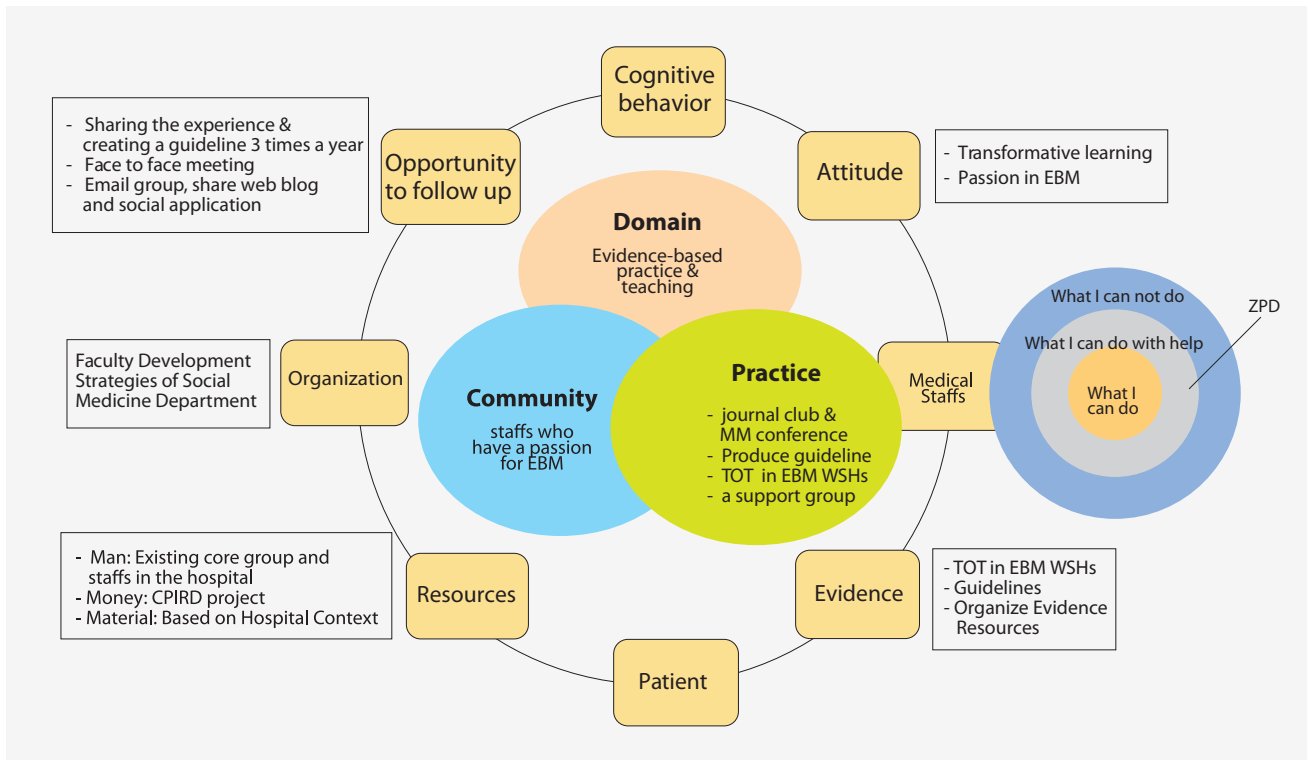 Cognitive
behavior
- Sharing the experience &
creating a guideline 3 times a year
- Face to face meeting
- Email group, share web blog
and social application
Opportunity
to follow up
Attitude
- Transformative learning
- Passion in EBM
Domain
Evidence-based
practice &
teaching
What I can not do
ZPD
What I can do with help
What I
can do
Faculty Development
Strategies of Social
Medicine Department
Organization
Community
staffs who
have a passion
for EBM
Practice
- journal club &
MM conference
- Produce guideline
- TOT in EBM WSHs
- a support group
Medical
Staffs
- Man: Existing core group and
staffs in the hospital
- Money: CPIRD project
- Material: Based on Hospital Context
Resources
Evidence
- TOT in EBM WSHs
- Guidelines
- Organize Evidence
Resources
Patient